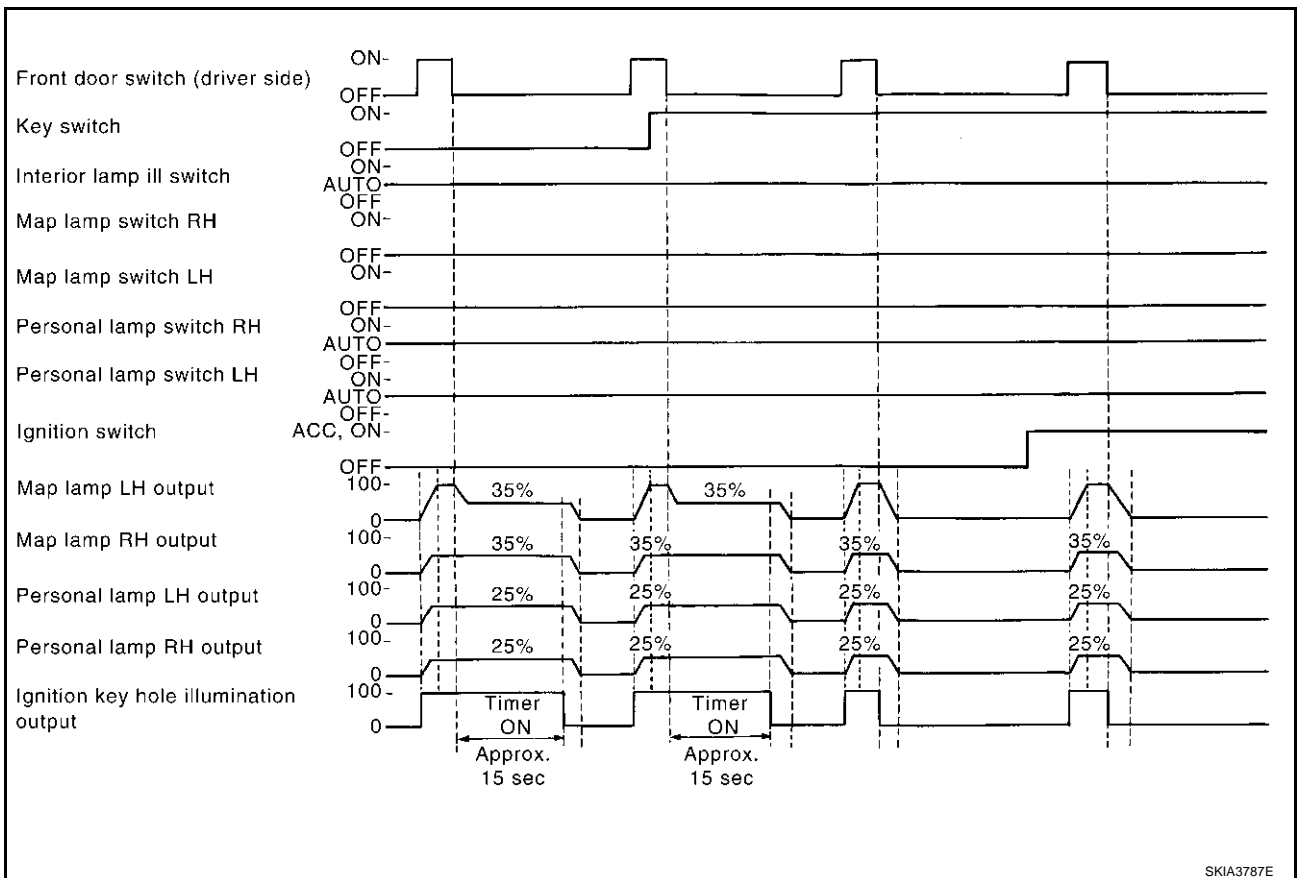 ON-
Front door switch (driver side)
OFF
ON-
Key switch
OFF
ON-
Interior lamp ill switch
AUTO
OFF
Map lamp switch RH
ON-
OFF
Map lamp switch LH
ON-
OFF
Personal lamp switch RH
ON-
AUTO
OFF-
Personal lamp switch LH
ON-
AUTO
OFF-
Ignition switch
ACC, ON-
OFF
Map lamp LH output
100-
35%
35%
0
Map lamp RH output
100-
35%
35%
35%
35%
0
Personal lamp LH output
100-
25%
25%
25%
25%
0
Personal lamp RH output
100-
25%
25%
25%
25%
0
Ignition key hole illumination
output
100-
Timer
ON
Timer
ON
0-
Approx.
15 sec
Approx.
15 sec
SKIA3787E